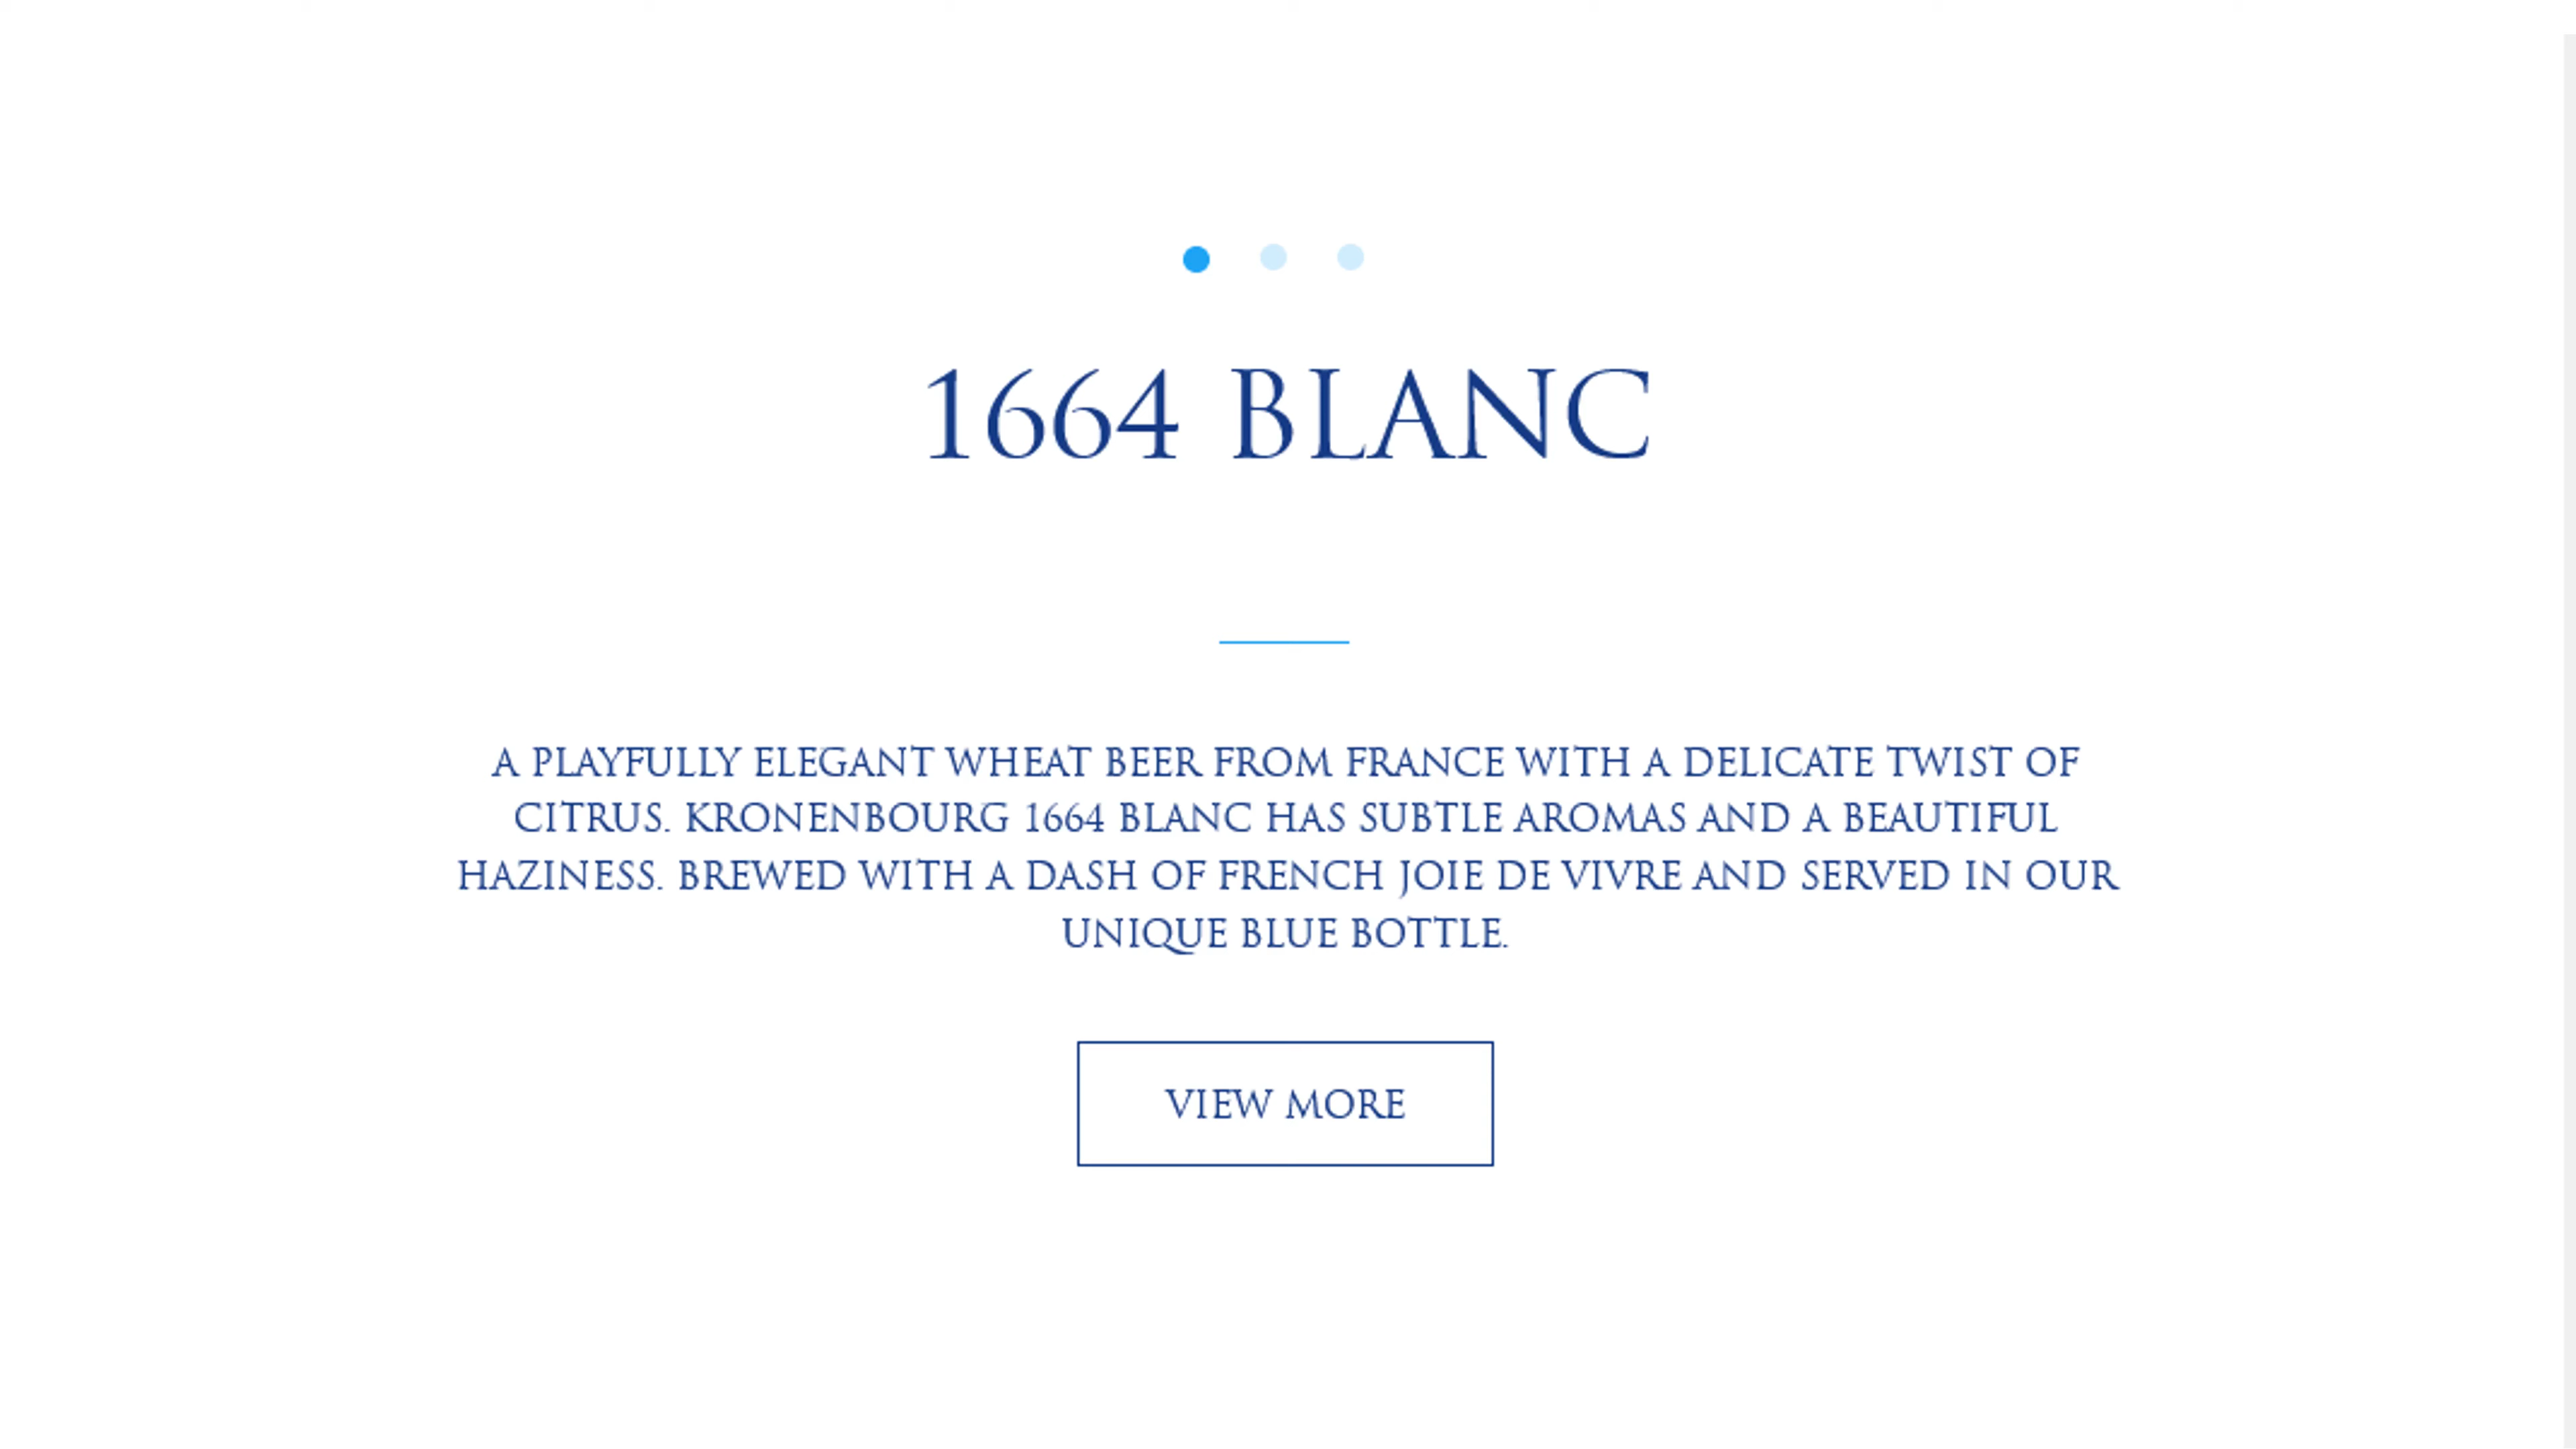 1664 BLANC
A PLAYFULLY ELEGANT WHEAT BEER FROM FRANCE WITH A DELICATE TWIST OF
CITRUS. KRONENBOURG 1664 BLANC HAS SUBTLE AROMAS AND A BEAUTIFUL
HAZINESS. BREWED WITH A DASH OF FRENCH JOIE DE VIVRE AND SERVED IN OUR
UNIQUE BLUE BOTTLE.
VIEW MORE